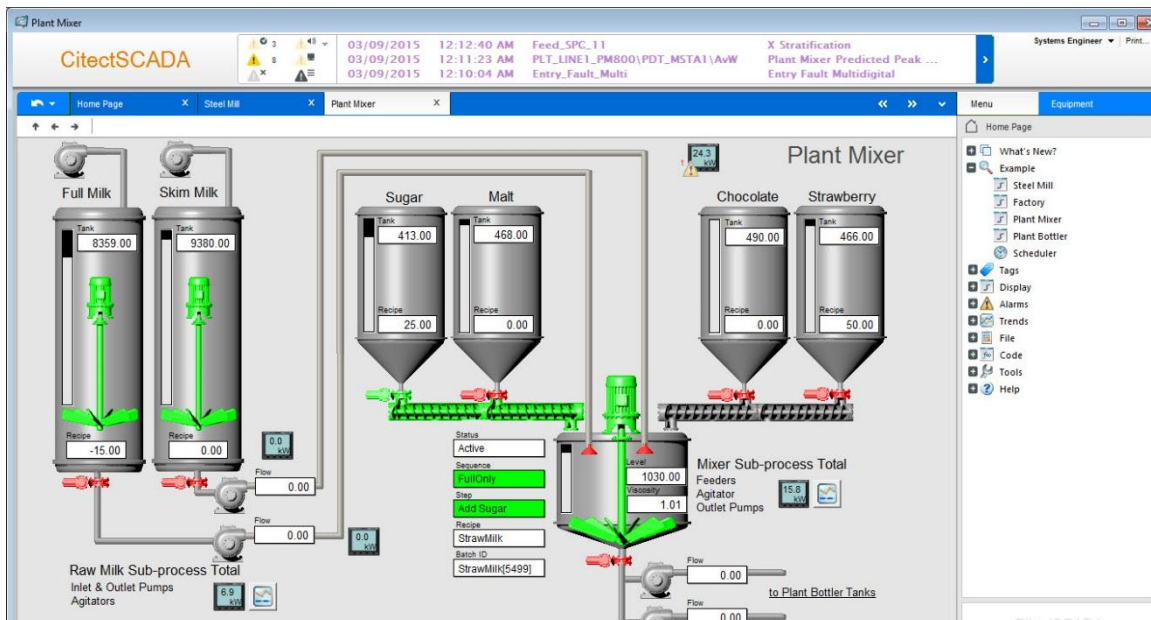 Plant Mixer
CitectSCADA
3
8
03/09/2015 12:12:40 AM Feed_SPC_11 X Stratification
03/09/2015 12:11:23 AM PLT_LINE1_PM800\PDT_MSTA1\AvW Plant Mixer Predicted Peak ...
03/09/2015 12:10:04 AM Entry_Fault_Multi Entry Fault Multidigital
Systems Engineer Print...
Home Page X Steel Mill X Plant Mixer X
Menu Equipment
Home Page
What's New?
Example
Steel Mill
Factory
Plant Mixer
Plant Bottler
Scheduler
Tags
Display
Alarms
Trends
File
Code
Tools
Help
Plant Mixer
1 24.3 kW
Full Milk
Tank
8359.00
Recipe
-15.00
Skim Milk
Tank
9380.00
Recipe
0.00
Sugar
Tank
413.00
Recipe
25.00
Malt
Tank
468.00
Recipe
0.00
Chocolate
Tank
490.00
Recipe
0.00
Strawberry
Tank
466.00
Recipe
50.00
0.0 kW
Flow
0.00
Flow
0.00
0.0 kW
Status
Active
Sequence
FullOnly
Step
Add Sugar
Recipe
StrawMilk
Batch ID
StrawMilk[5499]
Level
1030.00
Viscosity
1.01
Mixer Sub-process Total
Feeders
Agitator
Outlet Pumps
15.8 kW
Raw Milk Sub-process Total
Inlet & Outlet Pumps
Agitators
6.9 kW
Flow
0.00
to Plant Bottler Tanks
Flow
0.00